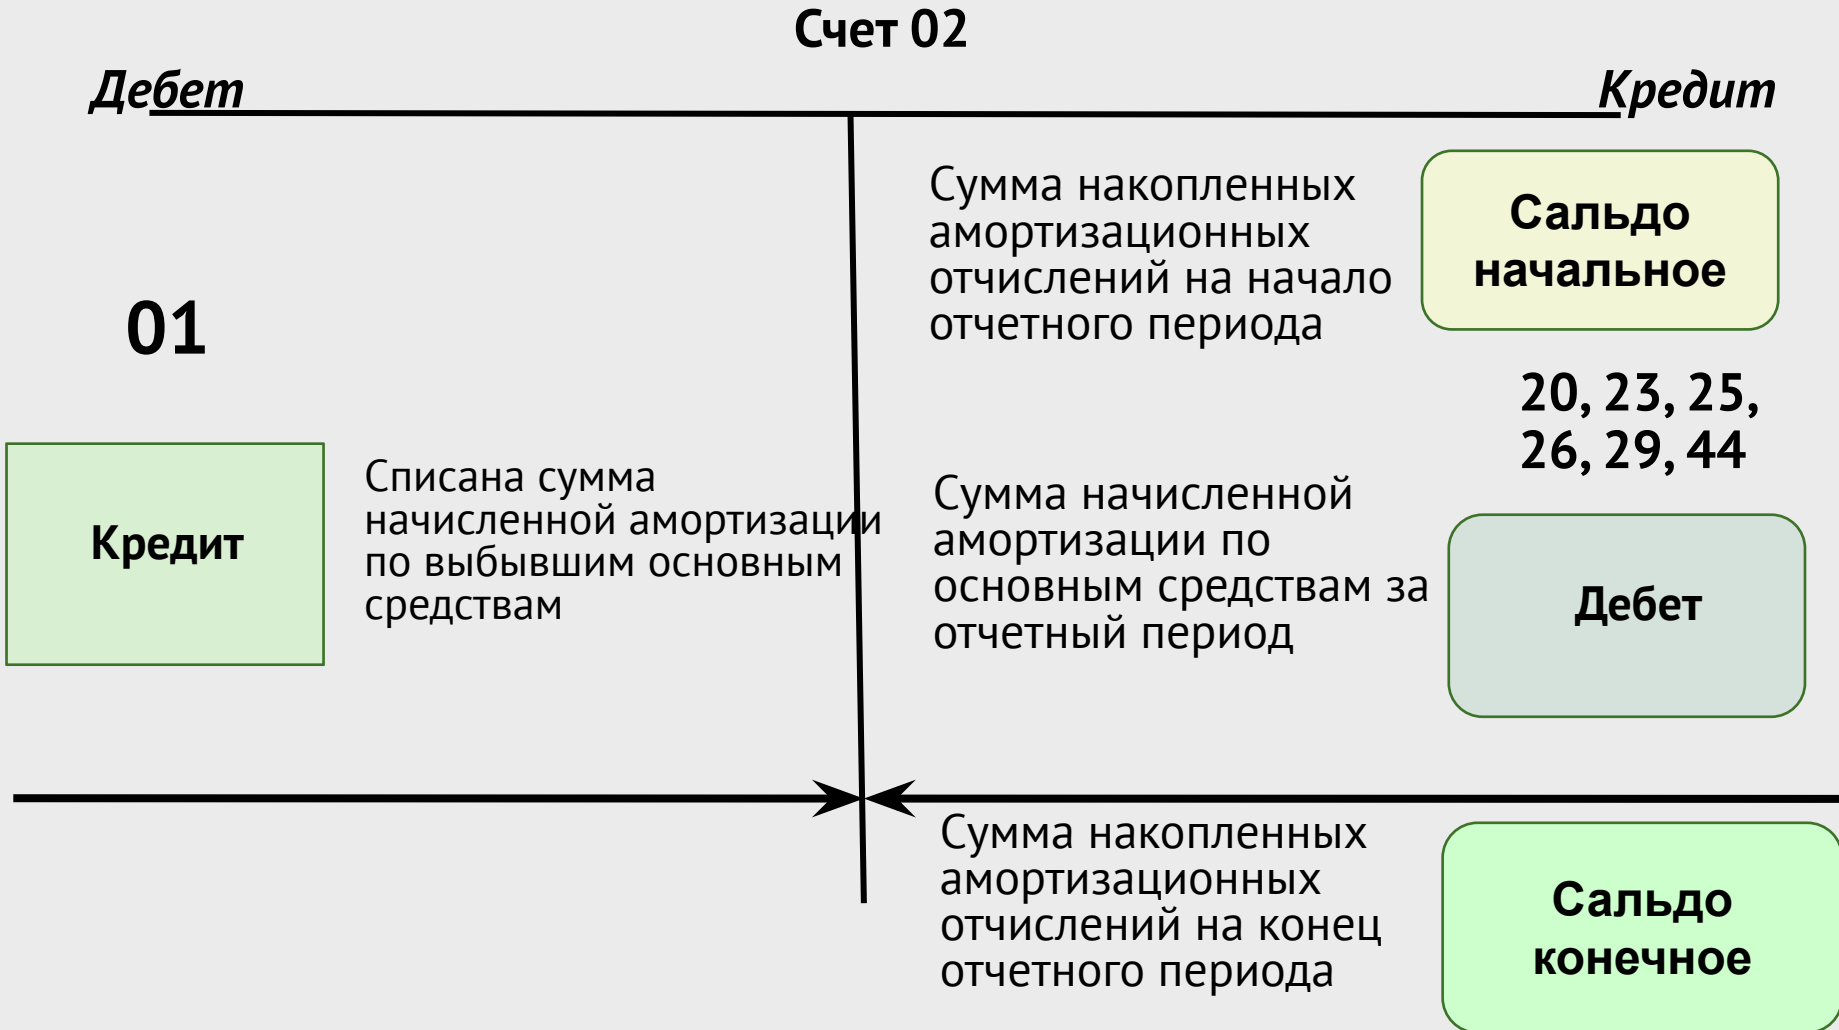 Счет 02
Дебет
Кредит
01
Кредит
Списана сумма
начисленной амортизации
по выбывшим основным
средствам
Сумма накопленных
амортизационных
отчислений на начало
отчетного периода
Сальдо
начальное
20, 23, 25,
26, 29, 44
Сумма начисленной
амортизации по
основным средствам за
отчетный период
Дебет
Сумма накопленных
амортизационных
отчислений на конец
отчетного периода
Сальдо
конечное